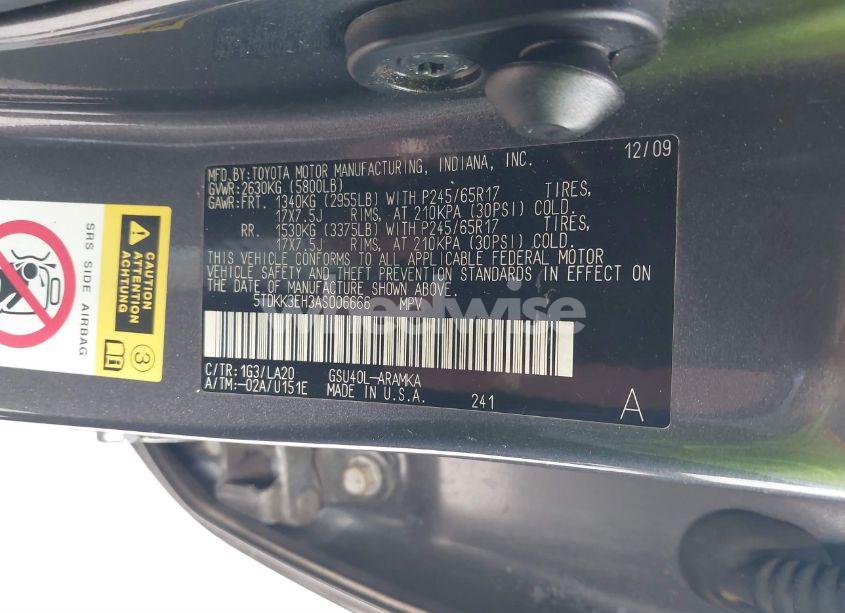 MFD.BY:TOYOTA MOTOR MANUFACTURING, INDIANA, INC. 12/09
GVWR:2630KG (5800LB)
GAWR:FRT. 1340KG (2955LB) WITH P245/65R17 TIRES,
17X7.5J RIMS, AT 210KPA (30PSI) COLD.
RR. 1530KG (3375LB) WITH P245/65R17 TIRES,
17X7.5J RIMS, AT 210KPA (30PSI) COLD.
THIS VEHICLE CONFORMS TO ALL APPLICABLE FEDERAL MOTOR
VEHICLE SAFETY AND THEFT PREVENTION STANDARDS IN EFFECT ON
THE DATE OF MANUFACTURE SHOWN ABOVE.
5TDKK3EH3AS006666 MPV
C/TR:1G3/LA20 GSU40L-ARAMKA
A/TM:-02A/U151E MADE IN U.S.A. 241
A
SRS SIDE AIRBAG
CAUTION
ATTENTION
ACHTUNG
3
wheelwise